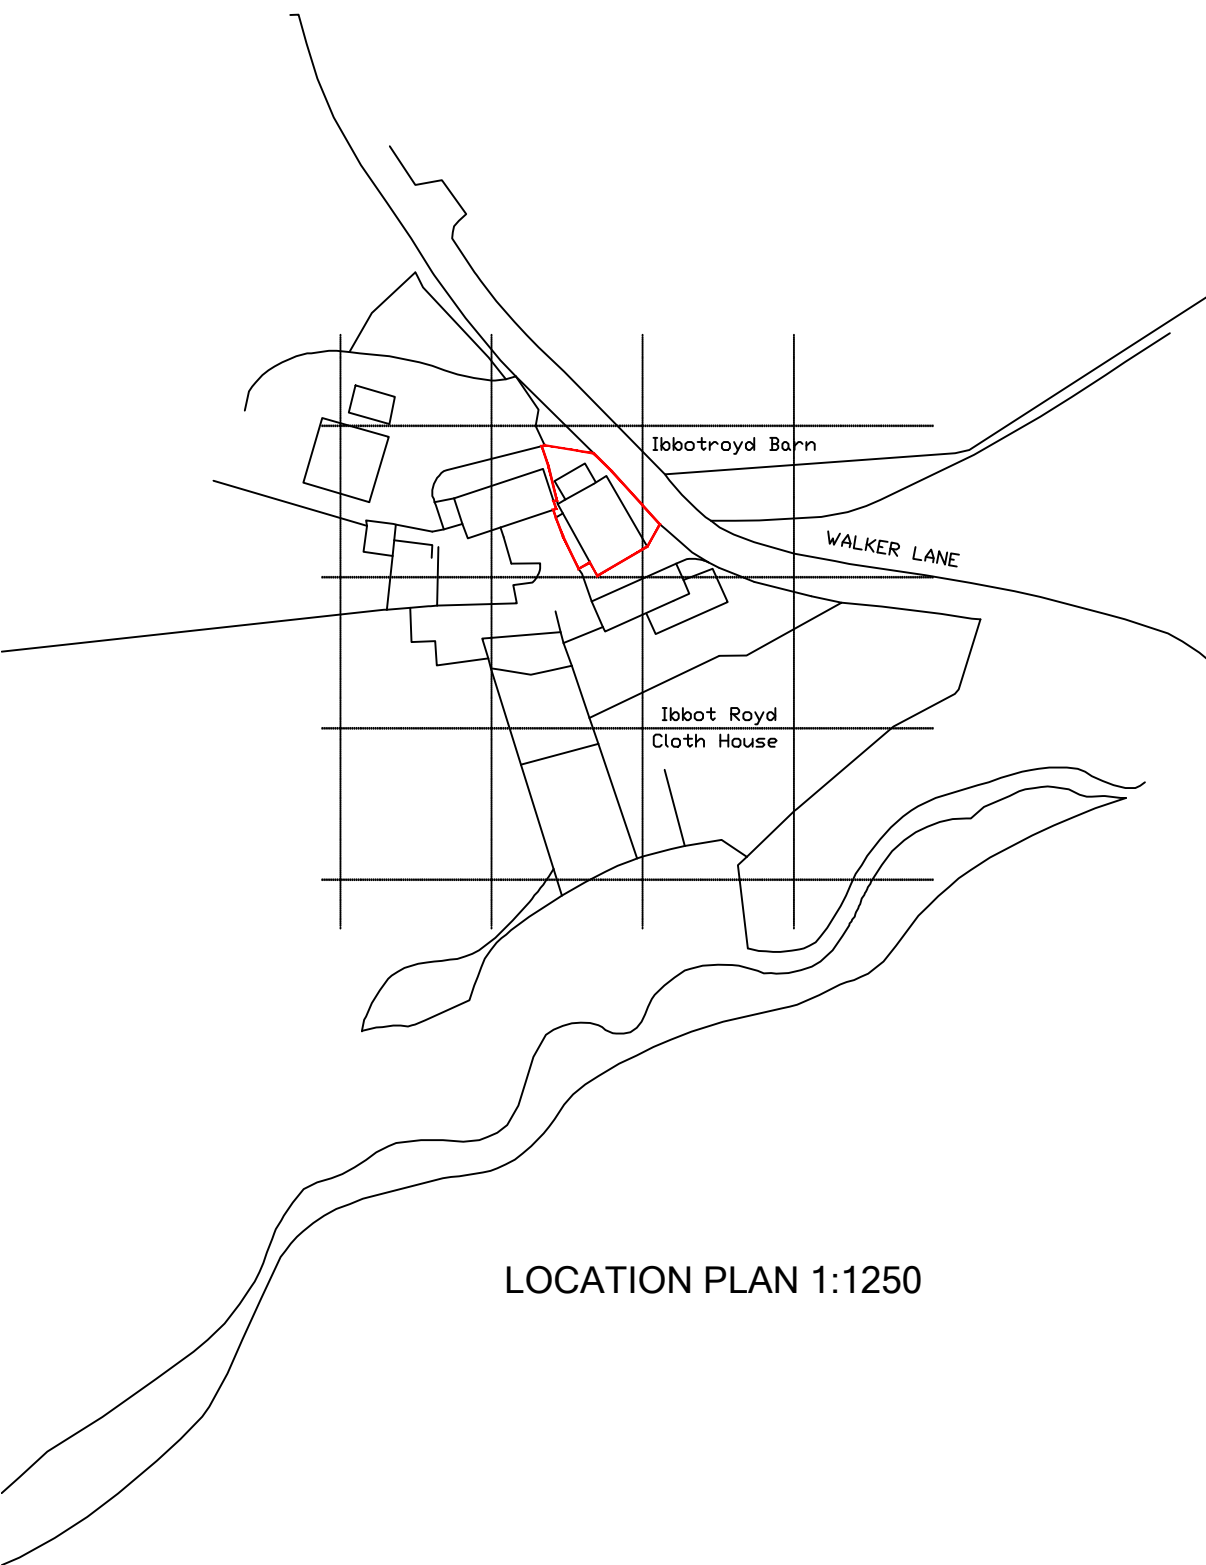 Ibbotroyd Barn
WALKER LANE
Ibbot Royd
Cloth House
LOCATION PLAN 1:1250